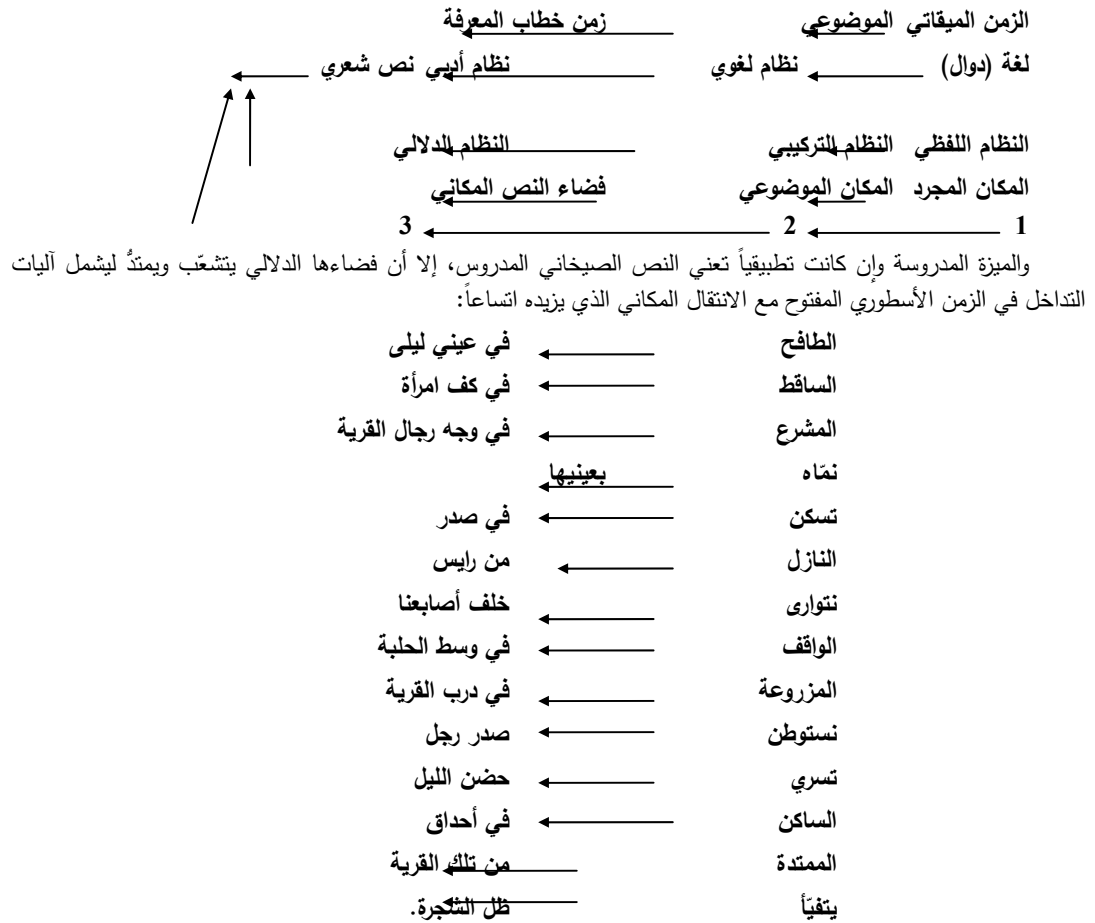 الزمن الميقاتي الموضوعي زمن خطاب المعرفة
لغة (دوال) نظام لغوي نظام أدبي نص شعري
النظام اللفظي النظام التركيبي النظام الدلالي
المكان المجرد المكان الموضوعي فضاء النص المكاني
1 2 3
والميزة المدروسة وإن كانت تطبيقياً تعني النص الصيخاني المدروس، إلا أن فضاءها الدلالي يتشعّب ويمتدُّ ليشمل آليات
التداخل في الزمن الأسطوري المفتوح مع الانتقال المكاني الذي يزيده اتساعاً:
الطافح في عيني ليلى
الساقط في كف امرأة
المشرع في وجه رجال القرية
نمّاه بعينيها
تسكن في صدر
النازل من رايس
نتوارى خلف أصابعنا
الواقف في وسط الحلبة
المزروعة في درب القرية
نستوطن صدر رجل
تسري حضن الليل
الساكن في أحداق
الممتدة من تلك القرية
يتفيّأ ظل الشجرة.